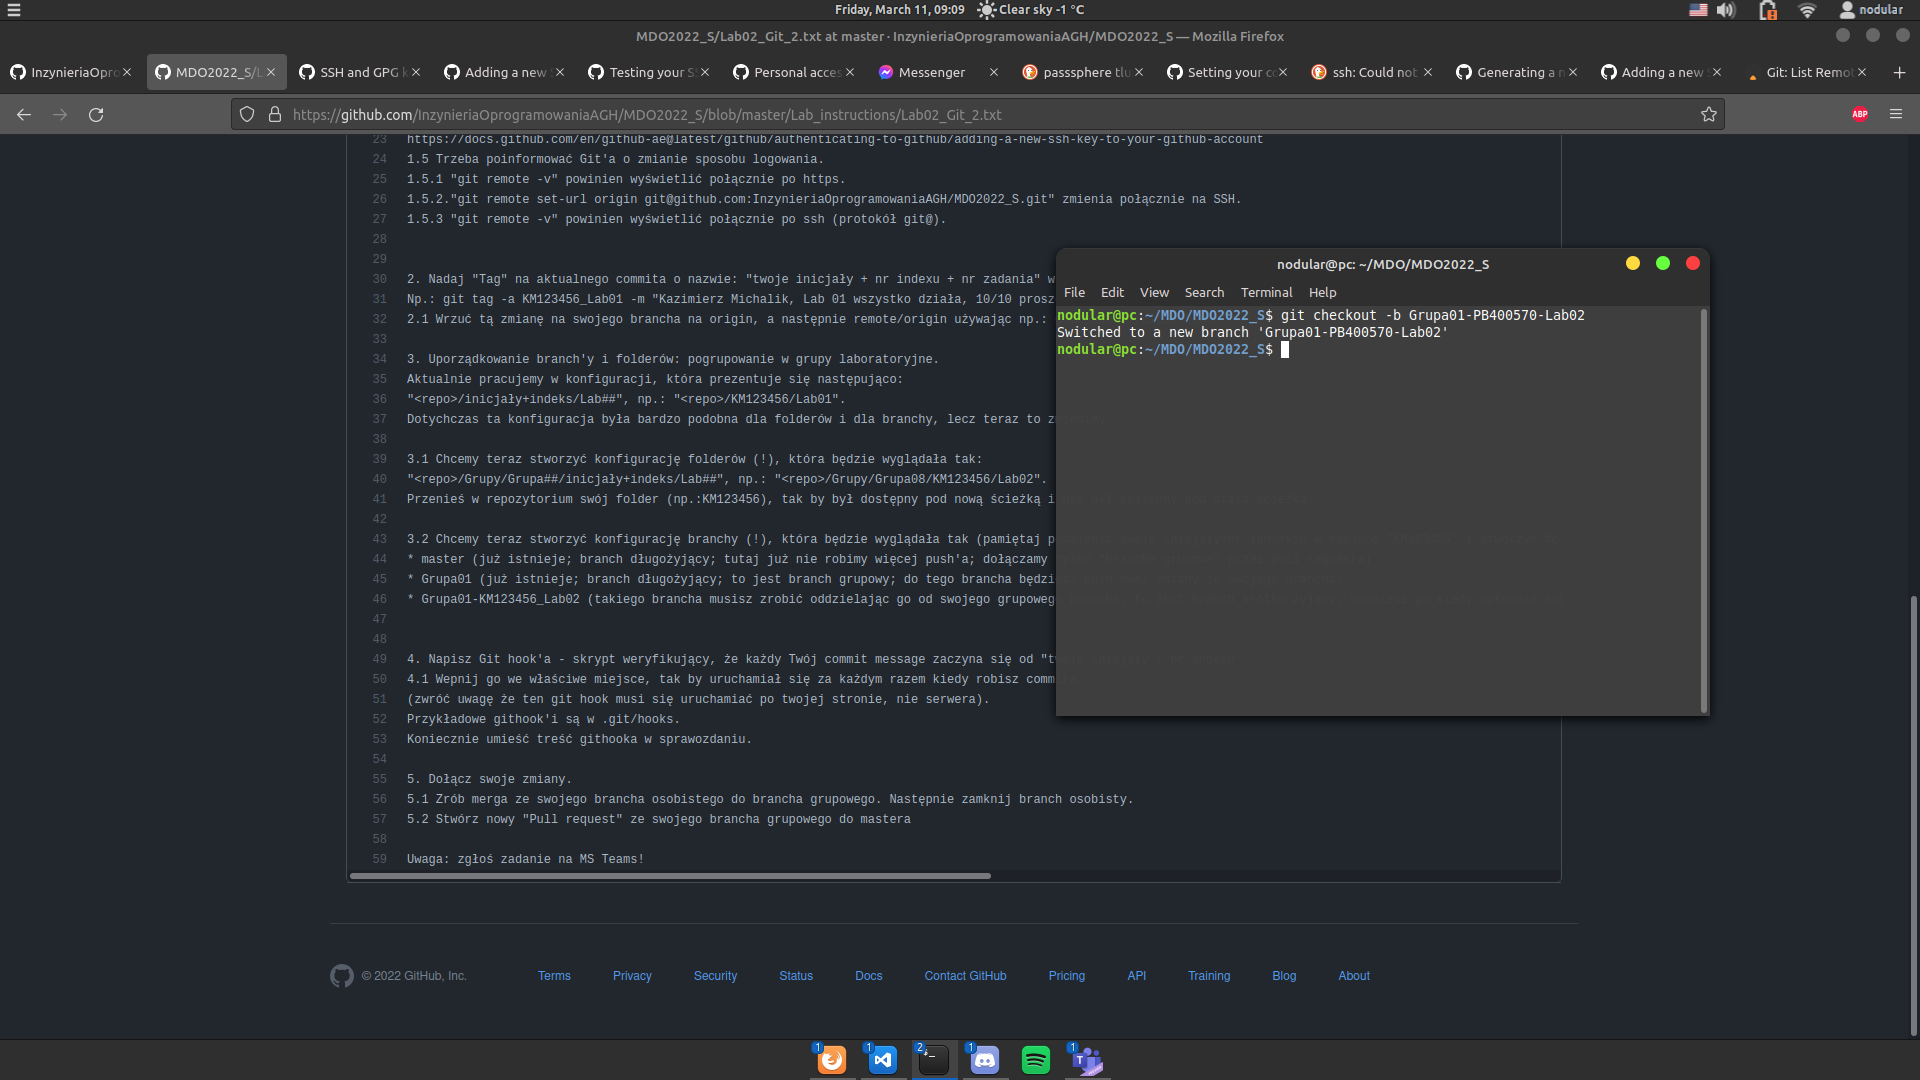 Friday, March 11, 09:09 Clear sky -1 °C nodular
MDO2022_S/Lab02_Git_2.txt at master · InzynieriaOprogramowaniaAGH/MDO2022_S — Mozilla Firefox
InzynieriaOpr MDO2022_S/L SSH and GPG k Adding a new Testing your S Personal acces Messenger passsphere tlu Setting your co ssh: Could not Generating a n Adding a new Git: List Remot
https://github.com/InzynieriaOprogramowaniaAGH/MDO2022_S/blob/master/Lab_instructions/Lab02_Git_2.txt ABP
23 https://docs.github.com/en/github-ae@latest/github/authenticating-to-github/adding-a-new-ssh-key-to-your-github-account
24 1.5 Trzeba poinformować Git'a o zmianie sposobu logowania.
25 1.5.1 "git remote -v" powinien wyświetlić połącznie po https.
26 1.5.2."git remote set-url origin git@github.com:InzynieriaOprogramowaniaAGH/MDO2022_S.git" zmienia połącznie na SSH.
27 1.5.3 "git remote -v" powinien wyświetlić połącznie po ssh (protokół git@).
28
29
30 2. Nadaj "Tag" na aktualnego commita o nazwie: "twoje inicjały + nr indexu + nr zadania" w
31 Np.: git tag -a KM123456_Lab01 -m "Kazimierz Michalik, Lab 01 wszystko działa, 10/10 prosz
32 2.1 Wrzuć tą zmianę na swojego brancha na origin, a następnie remote/origin używając np.:
33
34 3. Uporządkowanie branch'y i folderów: pogrupowanie w grupy laboratoryjne.
35 Aktualnie pracujemy w konfiguracji, która prezentuje się następująco:
36 "<repo>/inicjały+indeks/Lab##", np.: "<repo>/KM123456/Lab01".
37 Dotychczas ta konfiguracja była bardzo podobna dla folderów i dla branchy, lecz teraz to z
38
39 3.1 Chcemy teraz stworzyć konfigurację folderów (!), która będzie wyglądała tak:
40 "<repo>/Grupy/Grupa##/inicjały+indeks/Lab##", np.: "<repo>/Grupy/Grupa08/KM123456/Lab02".
41 Przenieś w repozytorium swój folder (np.:KM123456), tak by był dostępny pod nową ścieżką i
42
43 3.2 Chcemy teraz stworzyć konfigurację branchy (!), która będzie wyglądała tak (pamiętaj p
44 * master (już istnieje; branch długożyjący; tutaj już nie robimy więcej push'a; dołączamy
45 * Grupa01 (już istnieje; branch długożyjący; to jest branch grupowy; do tego brancha będzi
46 * Grupa01-KM123456_Lab02 (takiego brancha musisz zrobić oddzielając go od swojego grupoweg
47
48
49 4. Napisz Git hook'a - skrypt weryfikujący, że każdy Twój commit message zaczyna się od "t
50 4.1 Wepnij go we właściwe miejsce, tak by uruchamiał się za każdym razem kiedy robisz comm
51 (zwróć uwagę że ten git hook musi się uruchamiać po twojej stronie, nie serwera).
52 Przykładowe githook'i są w .git/hooks.
53 Koniecznie umieść treść githooka w sprawozdaniu.
54
55 5. Dołącz swoje zmiany.
56 5.1 Zrób merga ze swojego brancha osobistego do brancha grupowego. Następnie zamknij branch osobisty.
57 5.2 Stwórz nowy "Pull request" ze swojego brancha grupowego do mastera
58
59 Uwaga: zgłoś zadanie na MS Teams!
nodular@pc: ~/MDO/MDO2022_S
File Edit View Search Terminal Help
nodular@pc:~/MDO/MDO2022_S$ git checkout -b Grupa01-PB400570-Lab02
Switched to a new branch 'Grupa01-PB400570-Lab02'
nodular@pc:~/MDO/MDO2022_S$
© 2022 GitHub, Inc. Terms Privacy Security Status Docs Contact GitHub Pricing API Training Blog About
1 1 2 1 1